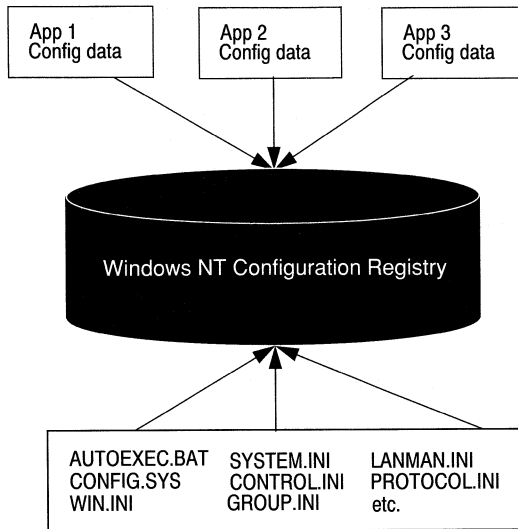 App 1
Config data
App 2
Config data
App 3
Config data
Windows NT Configuration Registry
AUTOEXEC.BAT
CONFIG.SYS
WIN.INI
SYSTEM.INI
CONTROL.INI
GROUP.INI
LANMAN.INI
PROTOCOL.INI
etc.